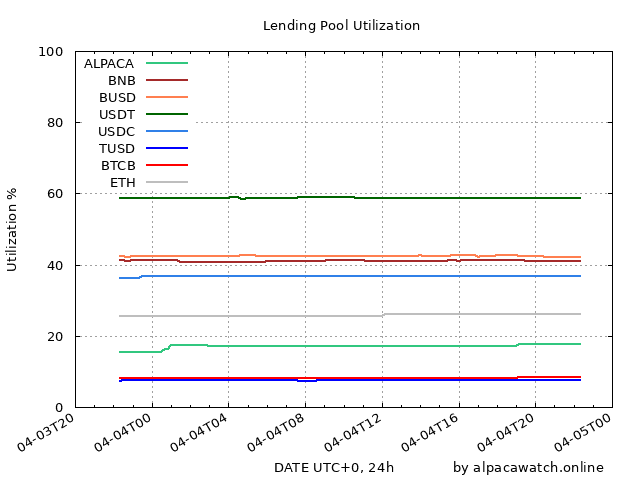 Lending Pool Utilization
100
80
60
40
20
0
Utilization %
ALPACA
BNB
BUSD
USDT
USDC
TUSD
BTCB
ETH
04-03T20
04-04T00
04-04T04
04-04T08
04-04T12
04-04T16
04-04T20
04-05T00
DATE UTC+0, 24h by alpacawatch.online